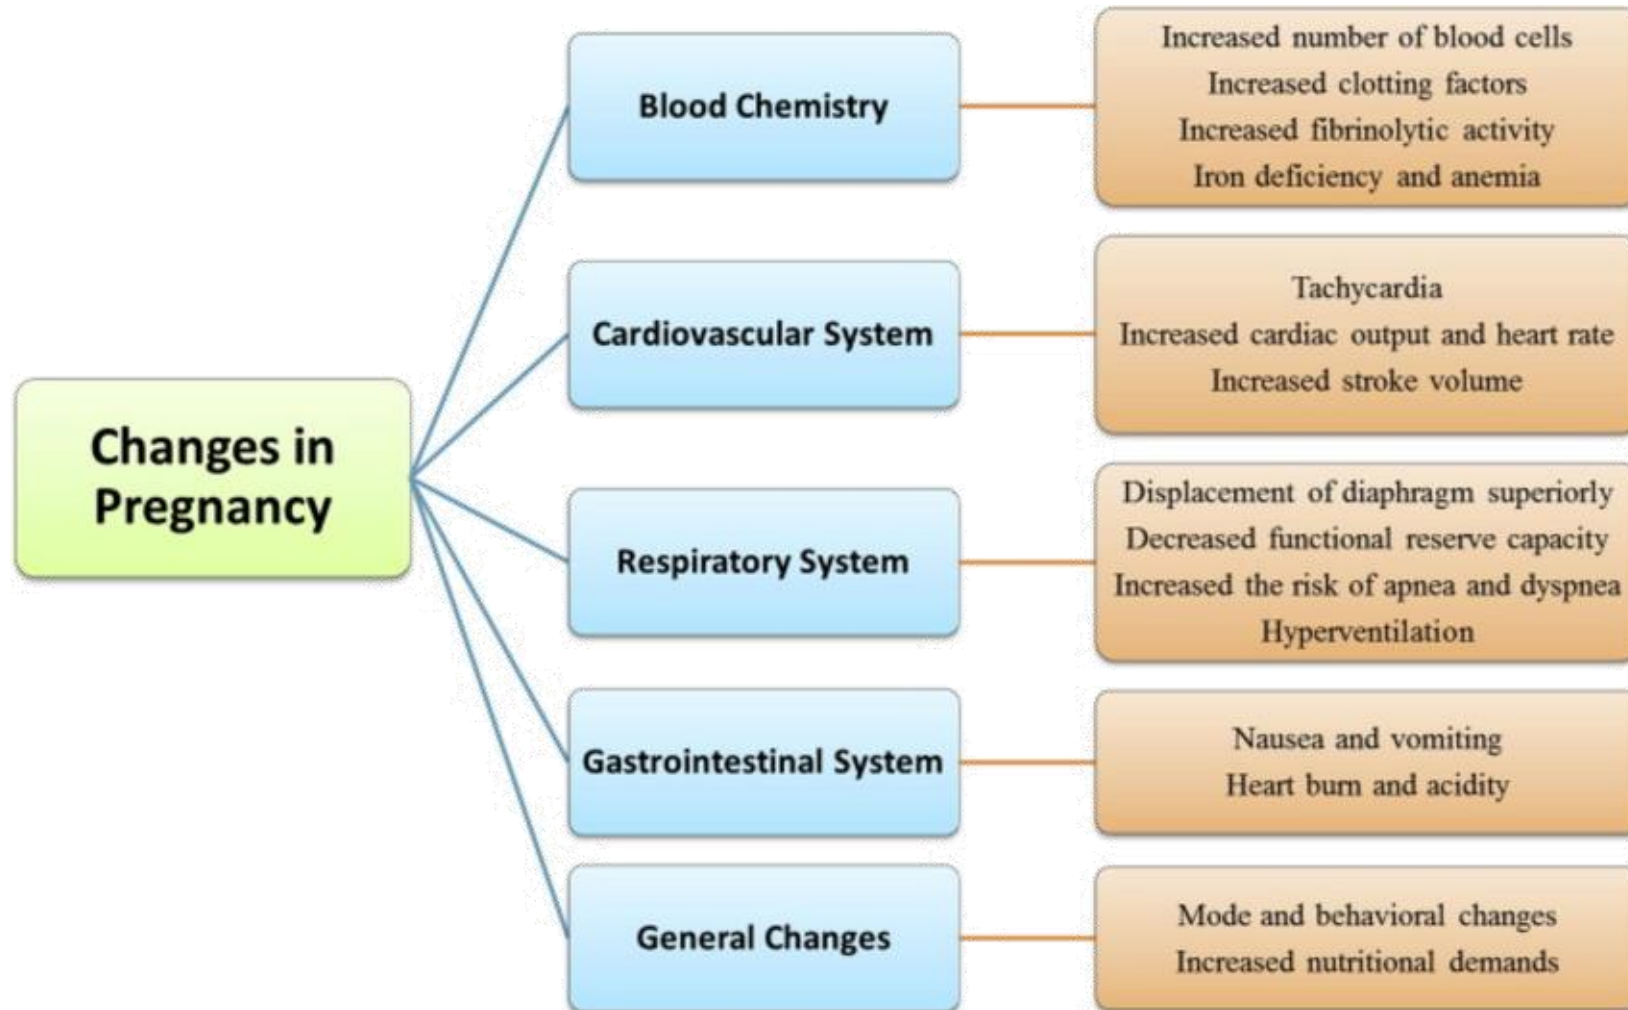 Changes in
Pregnancy
Blood Chemistry
Increased number of blood cells
Increased clotting factors
Increased fibrinolytic activity
Iron deficiency and anemia
Cardiovascular System
Tachycardia
Increased cardiac output and heart rate
Increased stroke volume
Respiratory System
Displacement of diaphragm superiorly
Decreased functional reserve capacity
Increased the risk of apnea and dyspnea
Hyperventilation
Gastrointestinal System
Nausea and vomiting
Heart burn and acidity
General Changes
Mode and behavioral changes
Increased nutritional demands